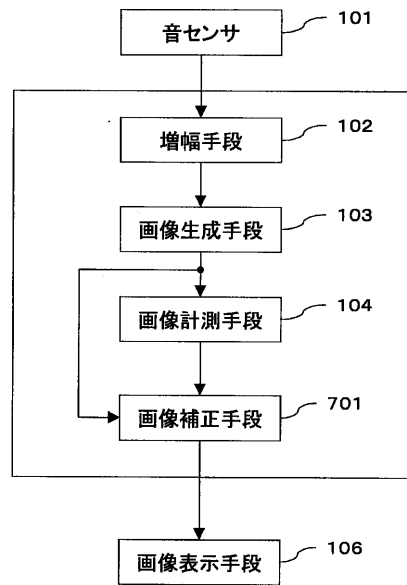 音センサ 101
増幅手段 102
画像生成手段 103
画像計測手段 104
画像補正手段 701
画像表示手段 106